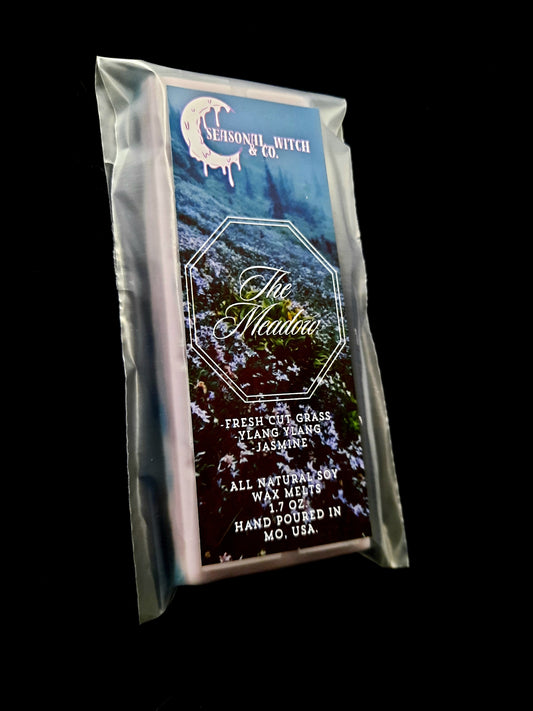 SEASONAL WITCH
& CO.
The
Meadow
-FRESH CUT GRASS
-YLANG YLANG
-JASMINE
ALL NATURAL SOY
WAX MELTS
1.7 OZ.
HAND POURED IN
MO, USA.